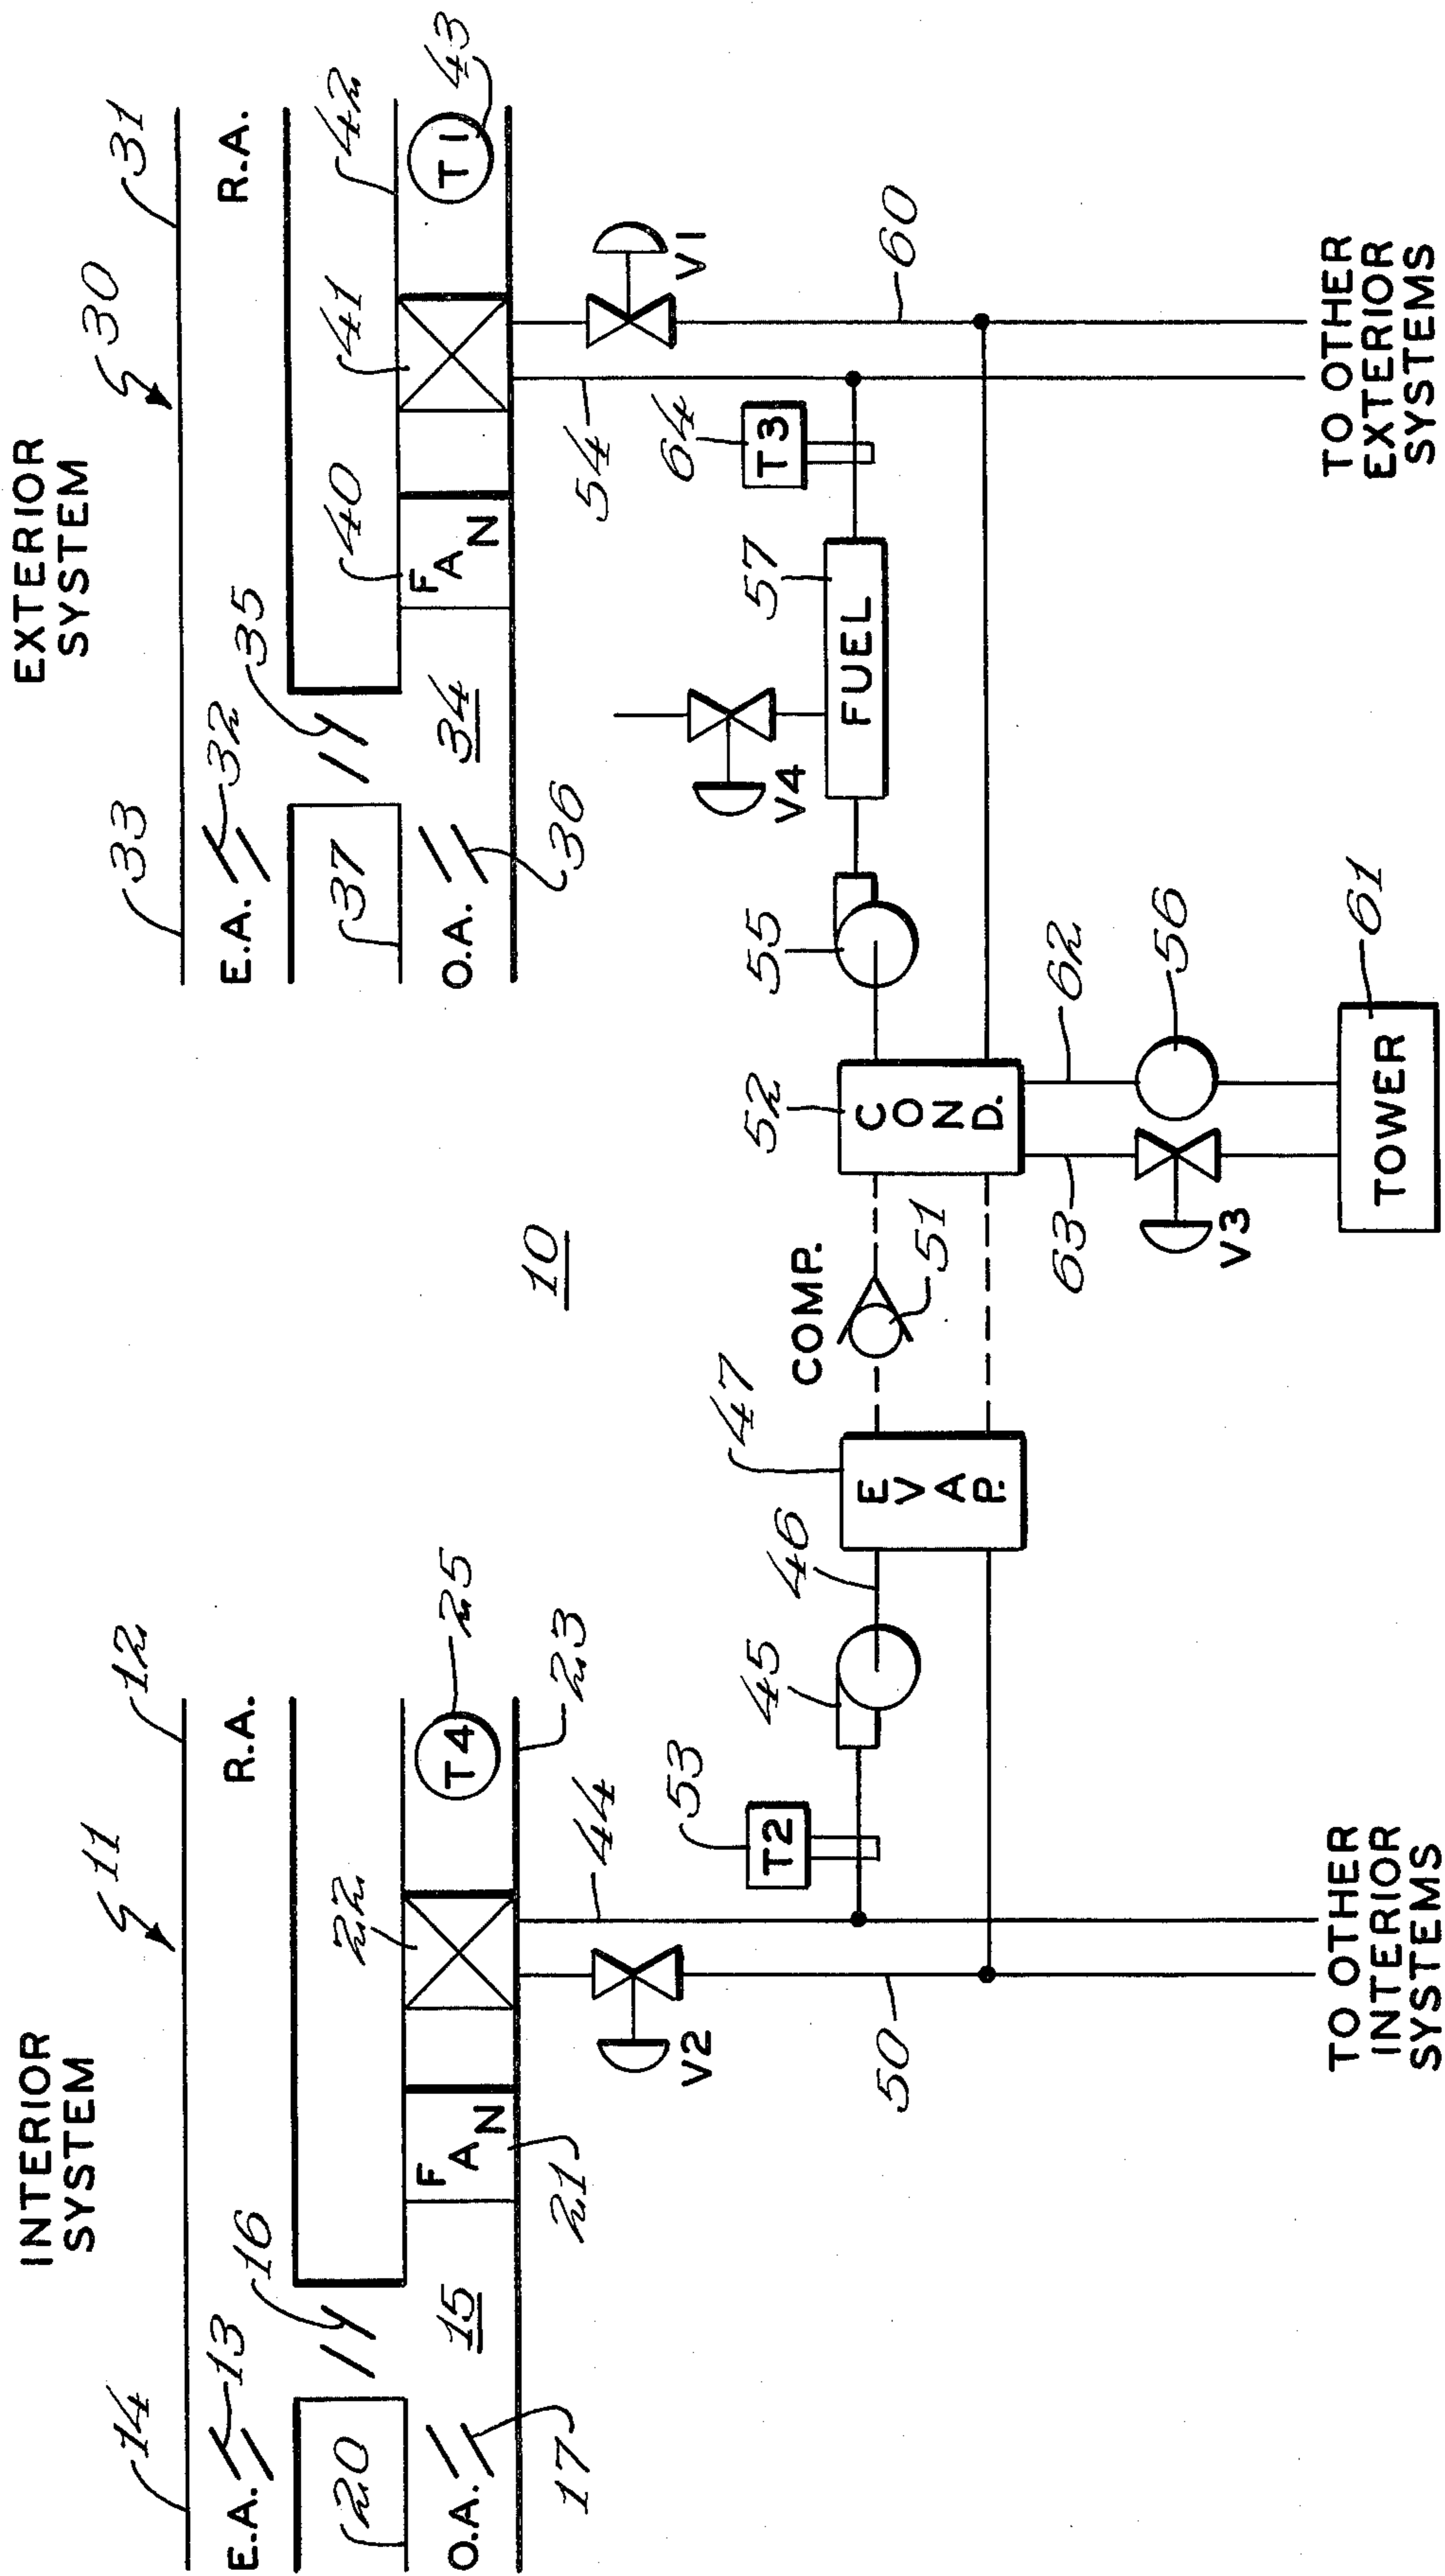 INTERIOR
SYSTEM
11
14
12
E.A.
13
16
R.A.
20
22
O.A.
15
FAN
T4
25
17
21
23
V2
44
50
T2
53
45
46
47
EVAP.
TO OTHER
INTERIOR
SYSTEMS
10
COMP.
51
EXTERIOR
SYSTEM
30
33
31
E.A.
32
35
R.A.
37
40
41
42
O.A.
34
FAN
T1
43
36
54
V1
60
V4
64
T3
57
FUEL
55
52
COND.
62
63
56
V3
TOWER
61
TO OTHER
EXTERIOR
SYSTEMS